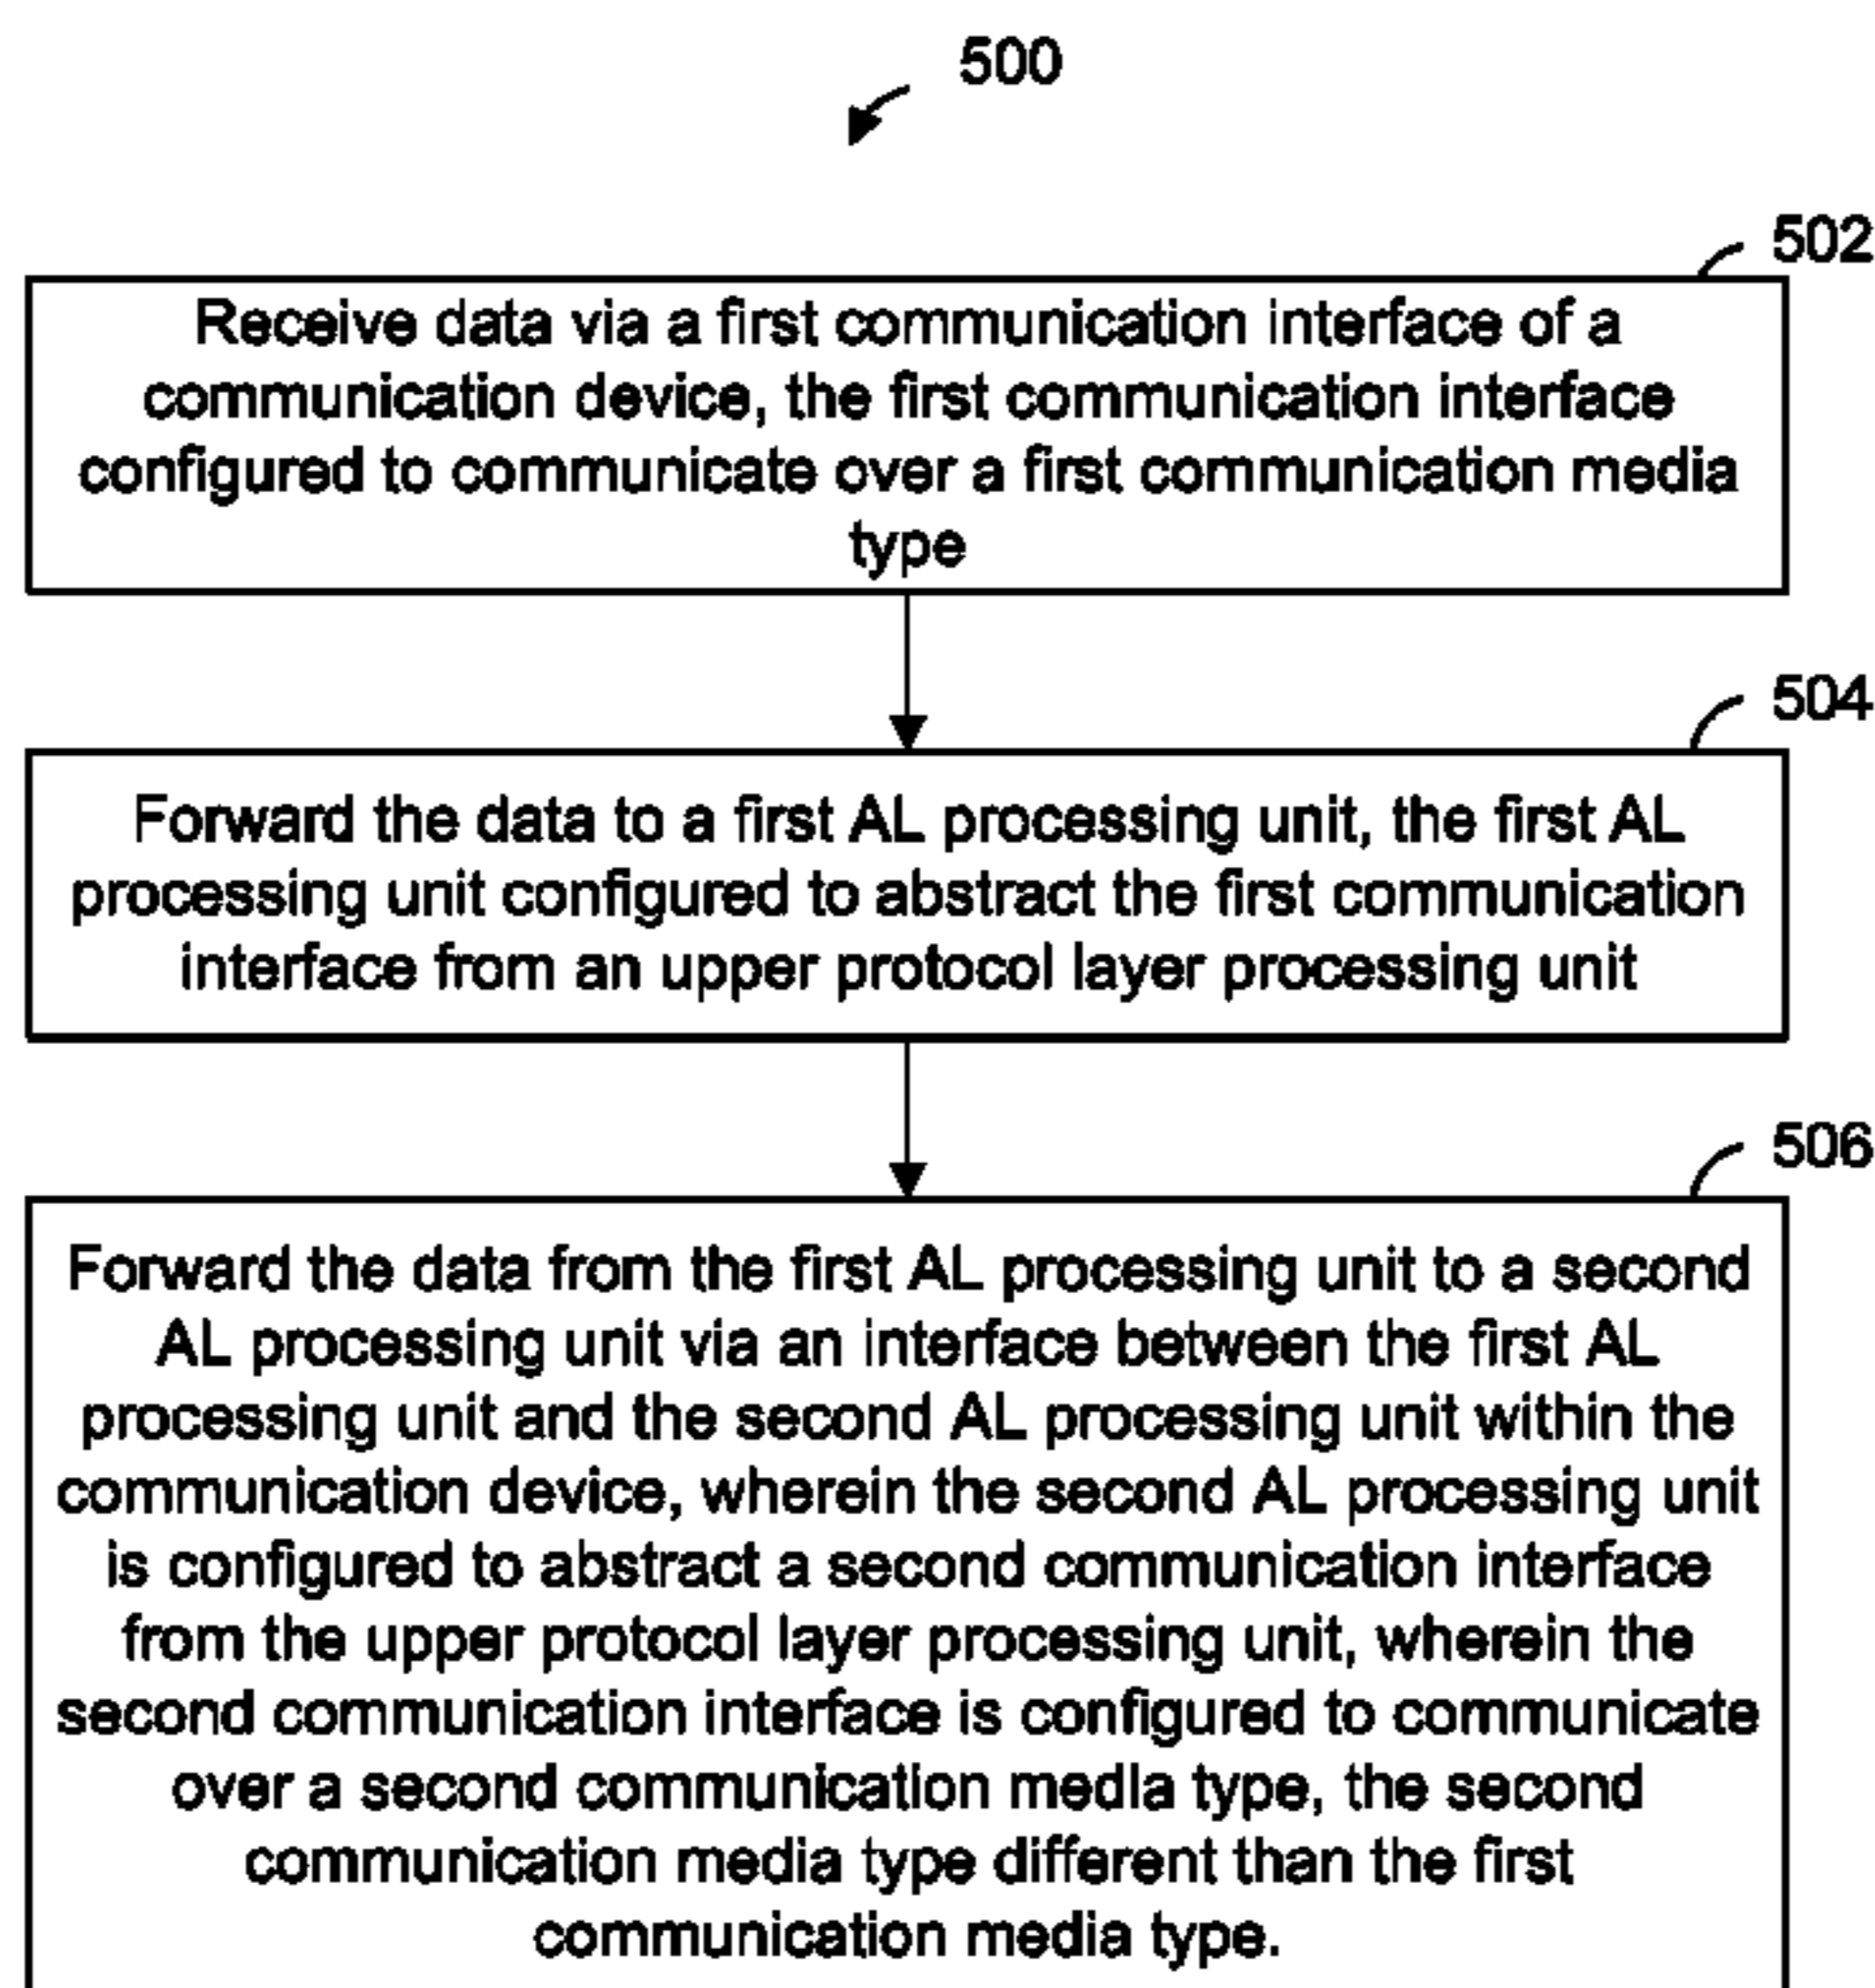 500
502
Receive data via a first communication interface of a
communication device, the first communication interface
configured to communicate over a first communication media
type
504
Forward the data to a first AL processing unit, the first AL
processing unit configured to abstract the first communication
interface from an upper protocol layer processing unit
506
Forward the data from the first AL processing unit to a second
AL processing unit via an interface between the first AL
processing unit and the second AL processing unit within the
communication device, wherein the second AL processing unit
is configured to abstract a second communication interface
from the upper protocol layer processing unit, wherein the
second communication interface is configured to communicate
over a second communication media type, the second
communication media type different than the first
communication media type.